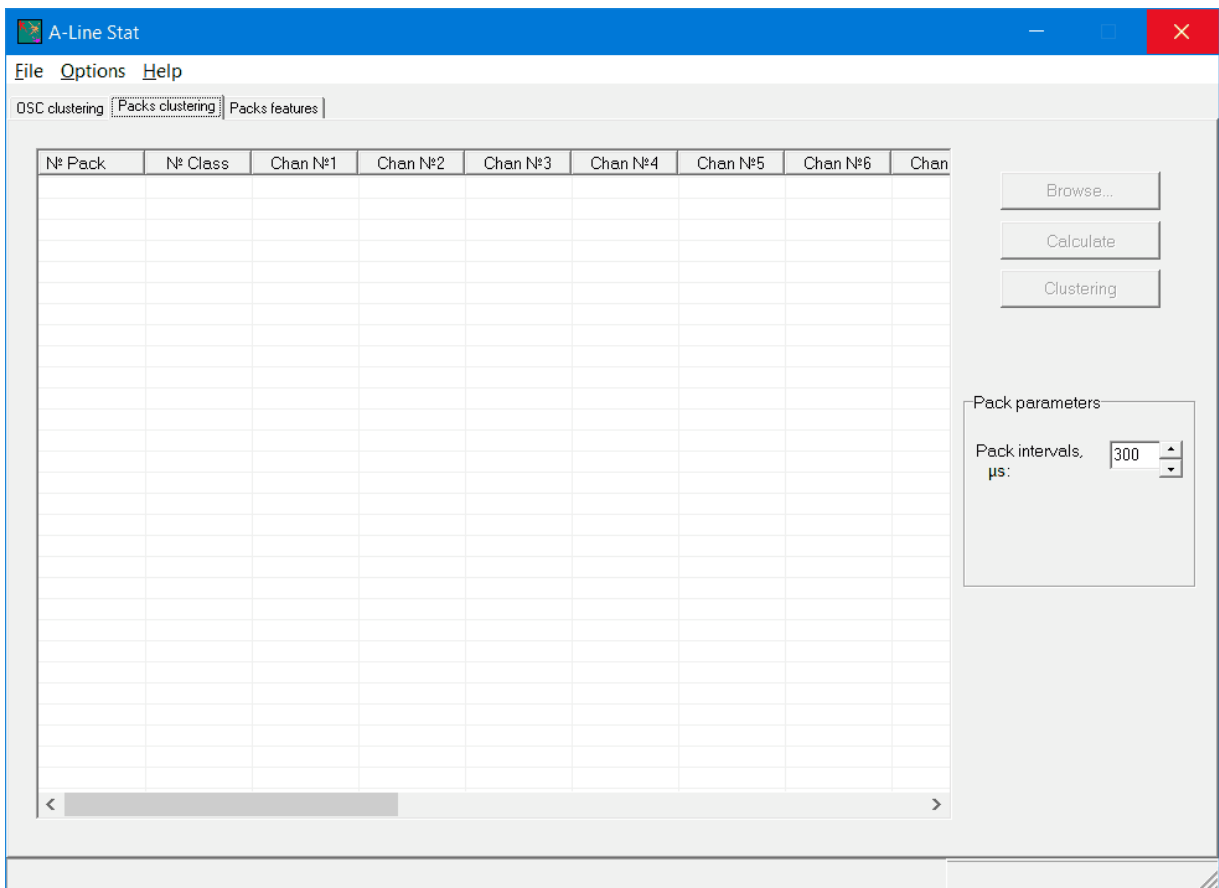 A-Line Stat
File Options Help
OSC clustering Packs clustering Packs features
№ Pack № Class Chan №1 Chan №2 Chan №3 Chan №4 Chan №5 Chan №6 Chan
Browse...
Calculate
Clustering
Pack parameters
Pack intervals, 300
µs: